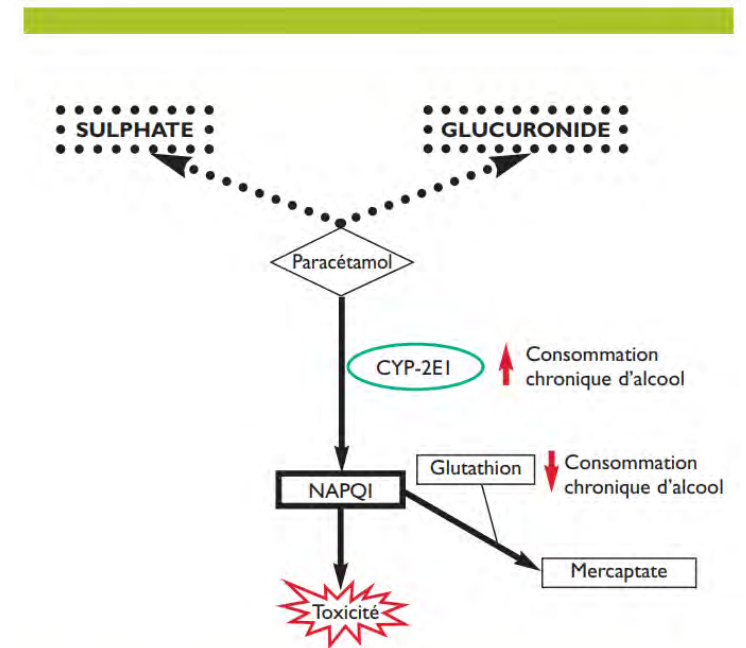 SULPHATE
GLUCURONIDE
Paracétamol
CYP-2E1
Consommation
chronique d'alcool
Glutathion
Consommation
chronique d'alcool
NAPQI
Mercaptate
Toxicité